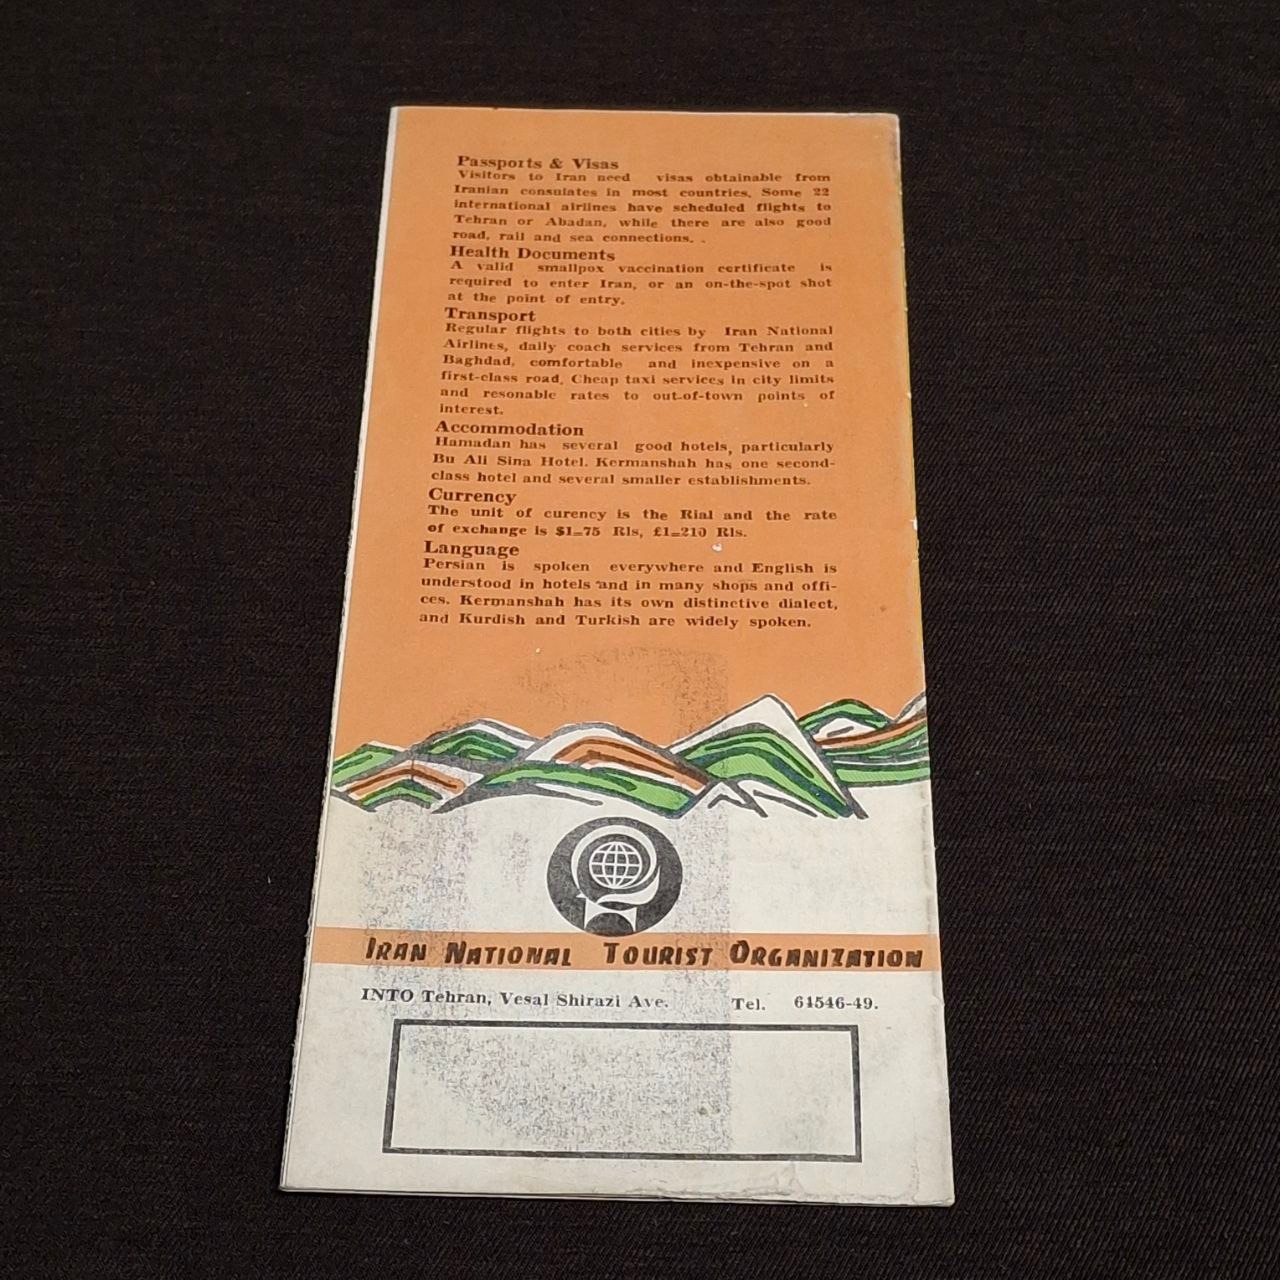 Passports & Visas
Visitors to Iran need visas obtainable from
Iranian consulates in most countries. Some 22
international airlines have scheduled flights to
Tehran or Abadan, while there are also good
road, rail and sea connections. .
Health Documents
A valid smallpox vaccination certificate is
required to enter Iran, or an on-the-spot shot
at the point of entry.
Transport
Regular flights to both cities by Iran National
Airlines, daily coach services from Tehran and
Baghdad, comfortable and inexpensive on a
first-class road. Cheap taxi services in city limits
and resonable rates to out-of-town points of
interest.
Accommodation
Hamadan has several good hotels, particularly
Bu Ali Sina Hotel. Kermanshah has one second-
class hotel and several smaller establishments.
Currency
The unit of curency is the Rial and the rate
of exchange is $1=75 Rls, £1=210 Rls.
Language
Persian is spoken everywhere and English is
understood in hotels and in many shops and offi-
ces. Kermanshah has its own distinctive dialect,
and Kurdish and Turkish are widely spoken.
IRAN NATIONAL TOURIST ORGANIZATION
INTO Tehran, Vesal Shirazi Ave. Tel. 61546-49.